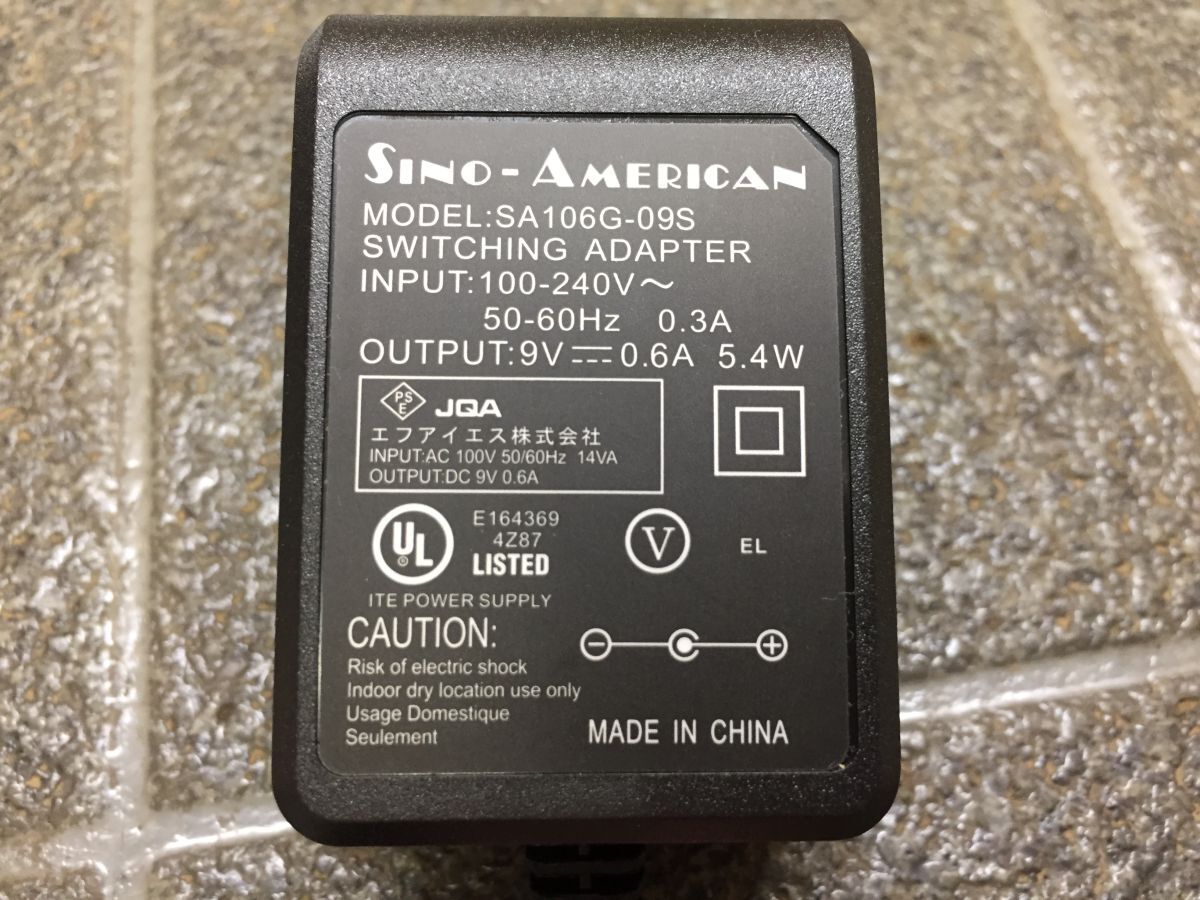 SINO-AMERICAN
MODEL:SA106G-09S
SWITCHING ADAPTER
INPUT:100-240V~
50-60Hz 0.3A
OUTPUT:9V⎓0.6A 5.4W
PSE JQA
エフアイエス株式会社
INPUT:AC 100V 50/60Hz 14VA
OUTPUT:DC 9V 0.6A
UL® E164369
4Z87
LISTED
V
EL
ITE POWER SUPPLY
CAUTION:
Risk of electric shock
Indoor dry location use only
Usage Domestique
Seulement
MADE IN CHINA